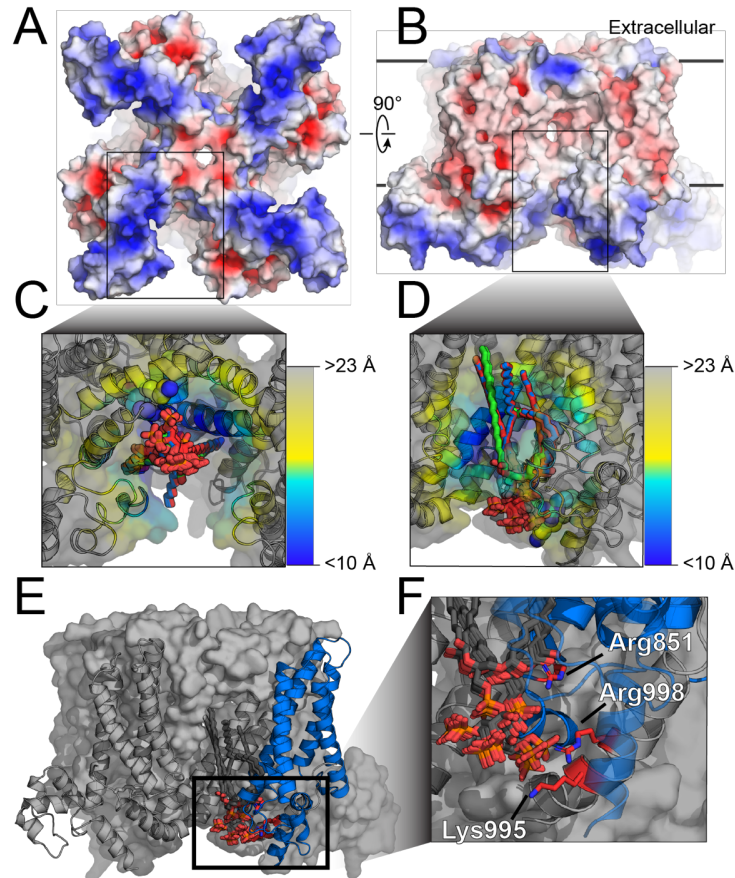 A
B
Extracellular
90°
C
D
>23 Å
<10 Å
>23 Å
<10 Å
E
F
Arg851
Arg998
Lys995